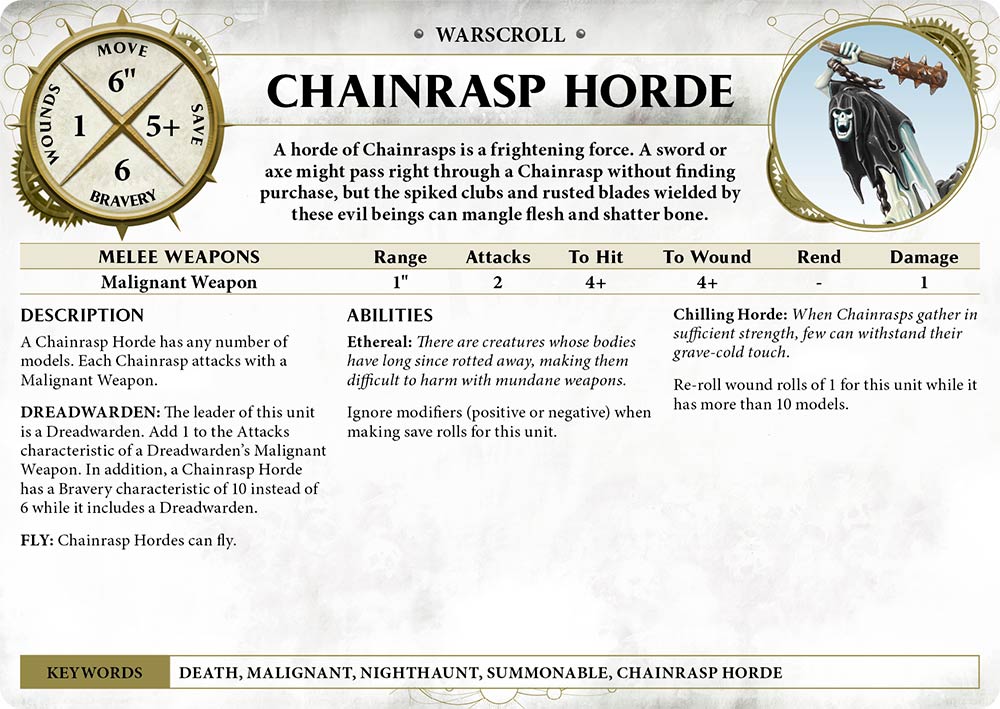 WARSCROLL
CHAINRASP HORDE
MOVE
6"
WOUNDS
1
5+
SAVE
6
BRAVERY
A horde of Chainrasps is a frightening force. A sword or
axe might pass right through a Chainrasp without finding
purchase, but the spiked clubs and rusted blades wielded by
these evil beings can mangle flesh and shatter bone.
MELEE WEAPONS Range Attacks To Hit To Wound Rend Damage
Malignant Weapon 1" 2 4+ 4+ - 1
DESCRIPTION
A Chainrasp Horde has any number of
models. Each Chainrasp attacks with a
Malignant Weapon.
DREADWARDEN: The leader of this unit
is a Dreadwarden. Add 1 to the Attacks
characteristic of a Dreadwarden's Malignant
Weapon. In addition, a Chainrasp Horde
has a Bravery characteristic of 10 instead of
6 while it includes a Dreadwarden.
FLY: Chainrasp Hordes can fly.
ABILITIES
Ethereal: There are creatures whose bodies
have long since rotted away, making them
difficult to harm with mundane weapons.
Ignore modifiers (positive or negative) when
making save rolls for this unit.
Chilling Horde: When Chainrasps gather in
sufficient strength, few can withstand their
grave-cold touch.
Re-roll wound rolls of 1 for this unit while it
has more than 10 models.
KEYWORDS DEATH, MALIGNANT, NIGHTHAUNT, SUMMONABLE, CHAINRASP HORDE